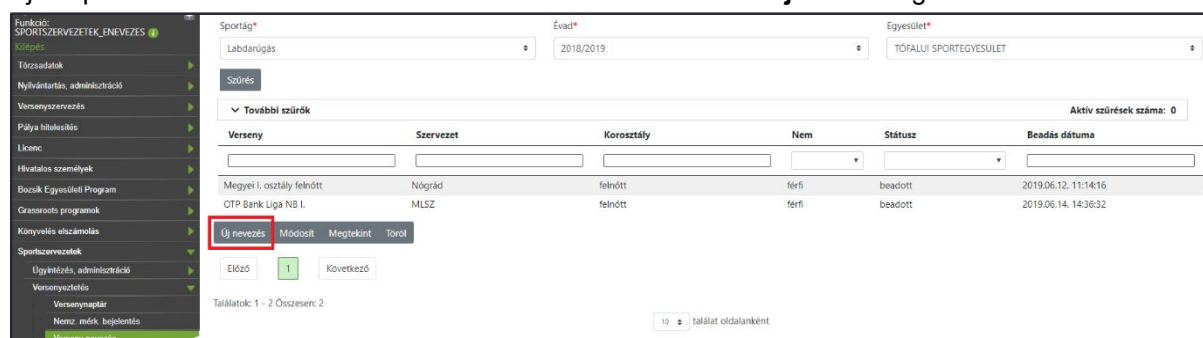 Funkció:
SPORTSZERVEZETEK_ENEVEZES
Kilépés
Törzsadatok
Nyilvántartás, adminisztráció
Versenyszervezés
Pálya hitelesítés
Licenc
Hivatalos személyek
Bozsik Egyesületi Program
Grassroots programok
Könyvelés elszámolás
Sportszervezetek
Ügyintézés, adminisztráció
Versenyeztetés
Versenynaptár
Nemz. mérk. bejelentés
Sportág* Évad* Egyesület*
Labdarúgás 2018/2019 TÓFALUI SPORTEGYESÜLET
Szűrés
További szűrők Aktív szűrések száma: 0
Verseny Szervezet Korosztály Nem Státusz Beadás dátuma
Megyei I. osztály felnőtt Nógrád felnőtt férfi beadott 2019.06.12. 11:14:16
OTP Bank Liga NB I. MLSZ felnőtt férfi beadott 2019.06.14. 14:36:32
Új nevezés Módosít Megtekint Töröl
Előző 1 Következő
Találatok: 1 - 2 Összesen: 2
10 találat oldalanként